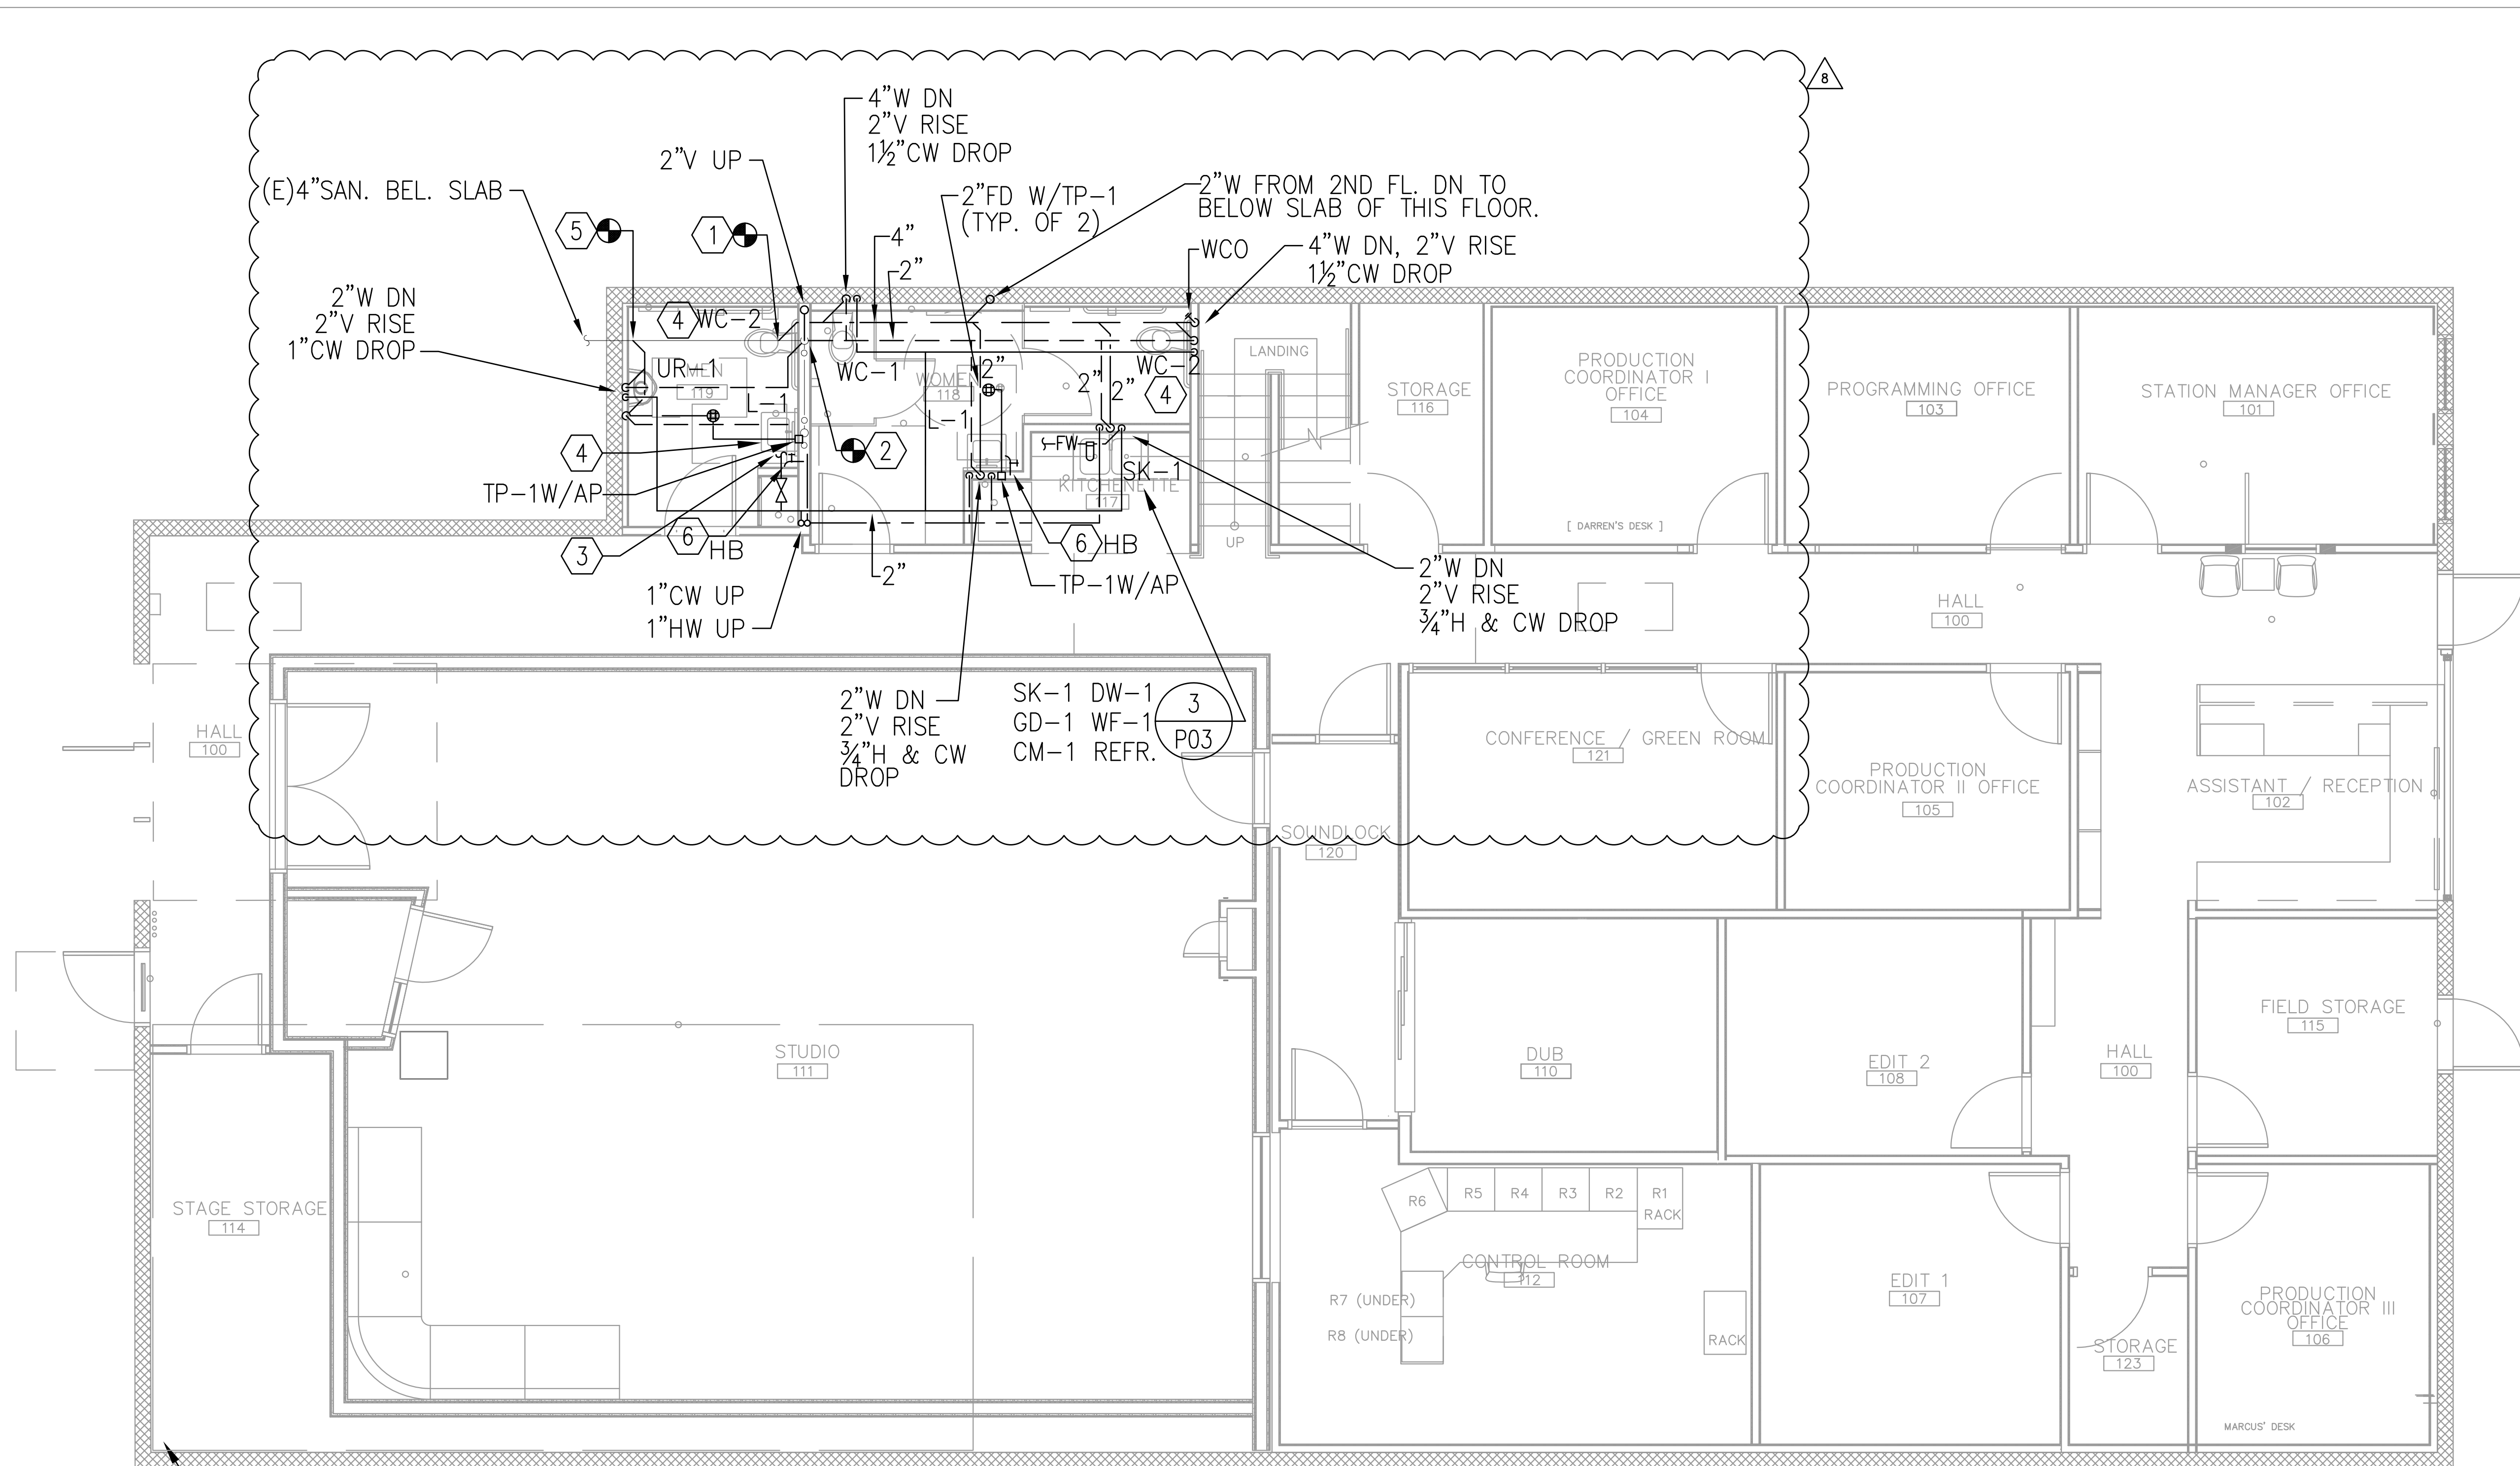 8
4"W DN
2"V RISE
1½"CW DROP
2"V UP
(E)4"SAN. BEL. SLAB
2"FD W/TP-1
(TYP. OF 2)
2"W FROM 2ND FL. DN TO
BELOW SLAB OF THIS FLOOR.
5
1
4"
2"
WCO
4"W DN, 2"V RISE
1½"CW DROP
2"W DN
2"V RISE
1"CW DROP
4
WC-2
UR-1
MEN
119
L-1
WC-1
WOMEN
118
L-1
2"
2"
2"
WC-2
4
LANDING
UP
STORAGE
116
PRODUCTION
COORDINATOR I
OFFICE
104
[ DARREN'S DESK ]
PROGRAMMING OFFICE
103
STATION MANAGER OFFICE
101
4
2
FW
SK-1
KITCHENETTE
117
TP-1W/AP
3
6
HB
2"
6
HB
TP-1W/AP
1"CW UP
1"HW UP
2"W DN
2"V RISE
¾"H & CW DROP
HALL
100
2"W DN
2"V RISE
¾"H & CW
DROP
SK-1 DW-1
GD-1 WF-1
CM-1 REFR.
3
P03
HALL
100
CONFERENCE / GREEN ROOM
121
PRODUCTION
COORDINATOR II OFFICE
105
ASSISTANT / RECEPTION
102
SOUNDLOCK
120
STUDIO
111
DUB
110
EDIT 2
108
HALL
100
FIELD STORAGE
115
STAGE STORAGE
114
R6
R5
R4
R3
R2
R1
RACK
CONTROL ROOM
112
R7 (UNDER)
R8 (UNDER)
RACK
EDIT 1
107
STORAGE
123
PRODUCTION
COORDINATOR III
OFFICE
106
MARCUS' DESK